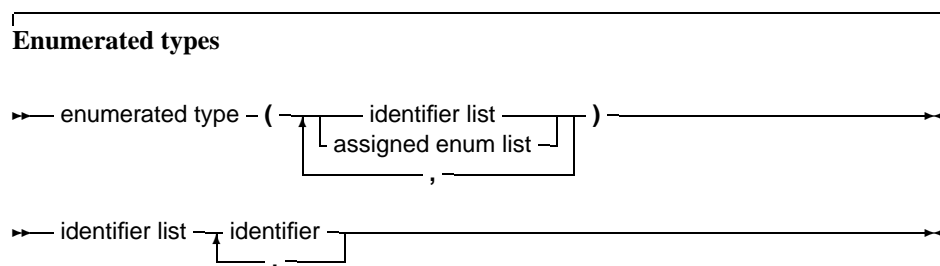 Enumerated types
enumerated type ( identifier list )
assigned enum list
,
identifier list identifier
,